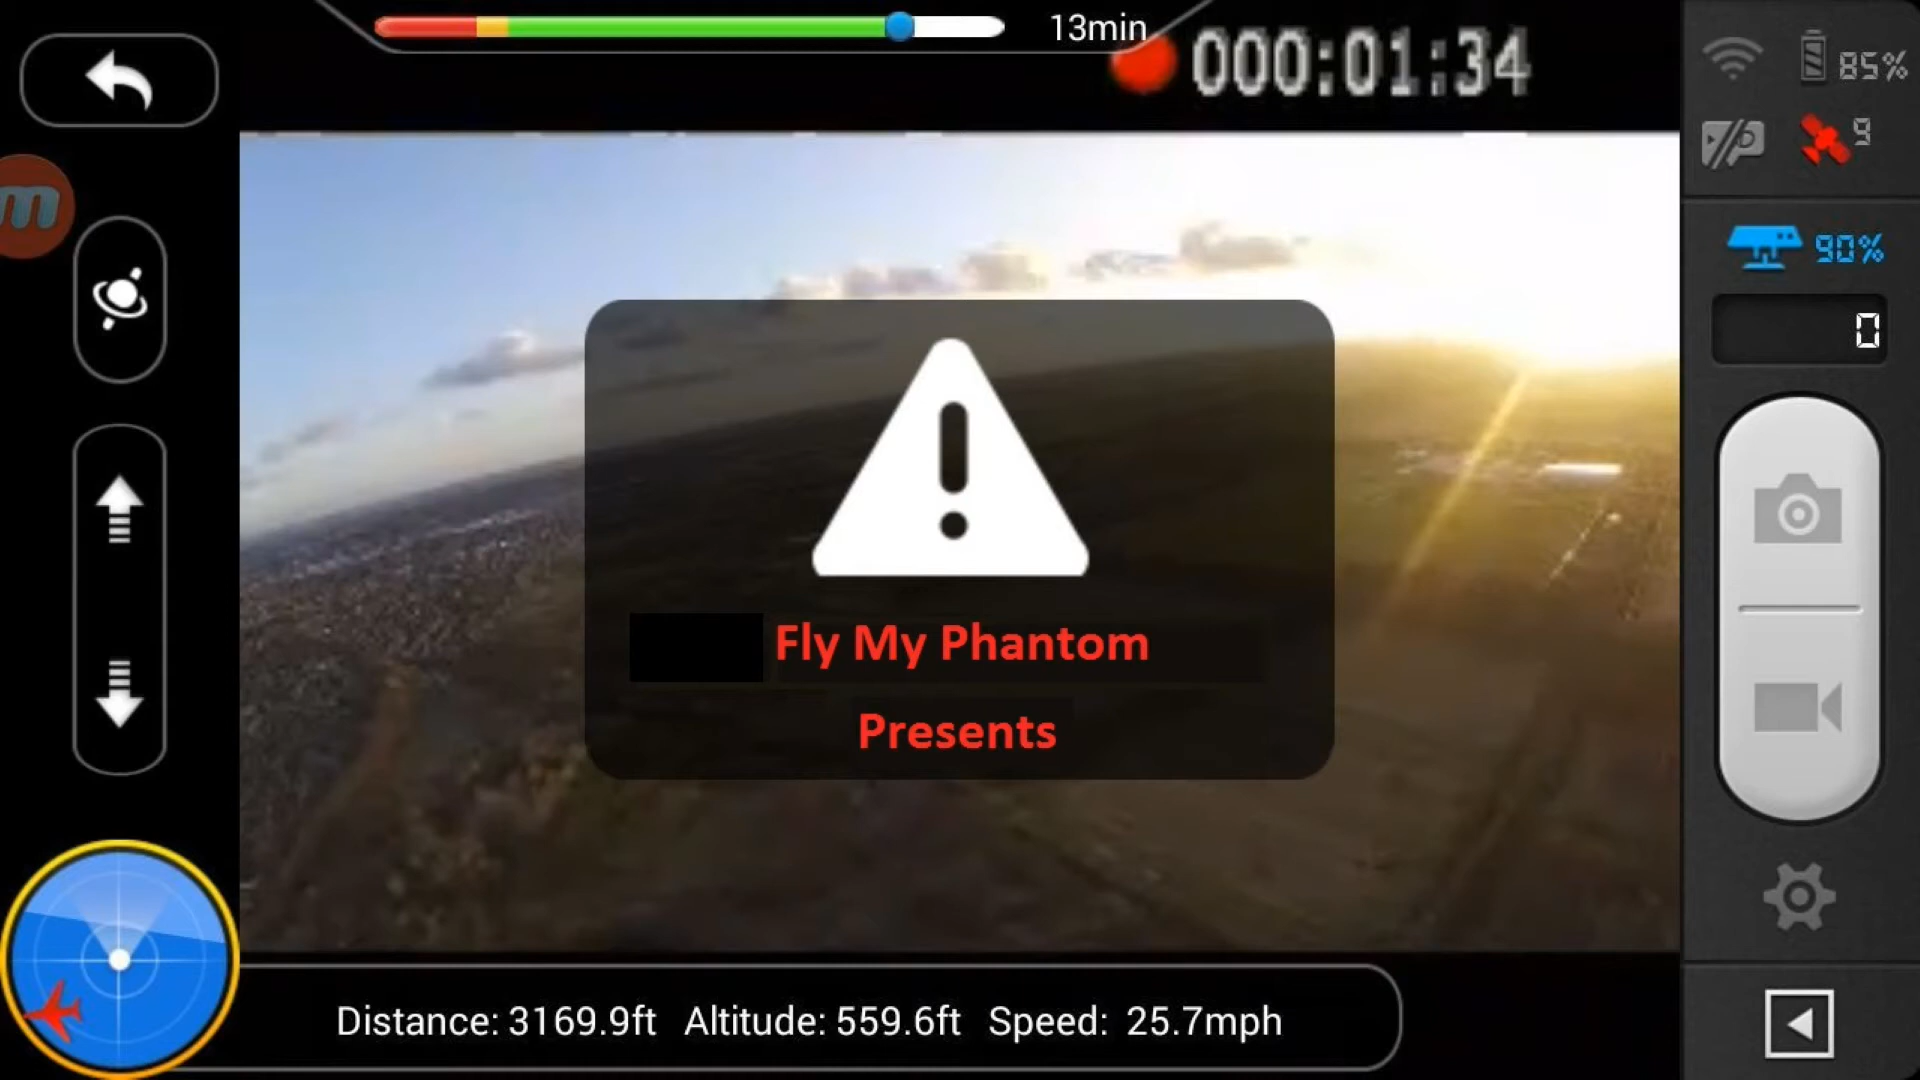 13min
000:01:34
85%
9
m
90%
0
Fly My Phantom
Presents
Distance: 3169.9ft Altitude: 559.6ft Speed: 25.7mph